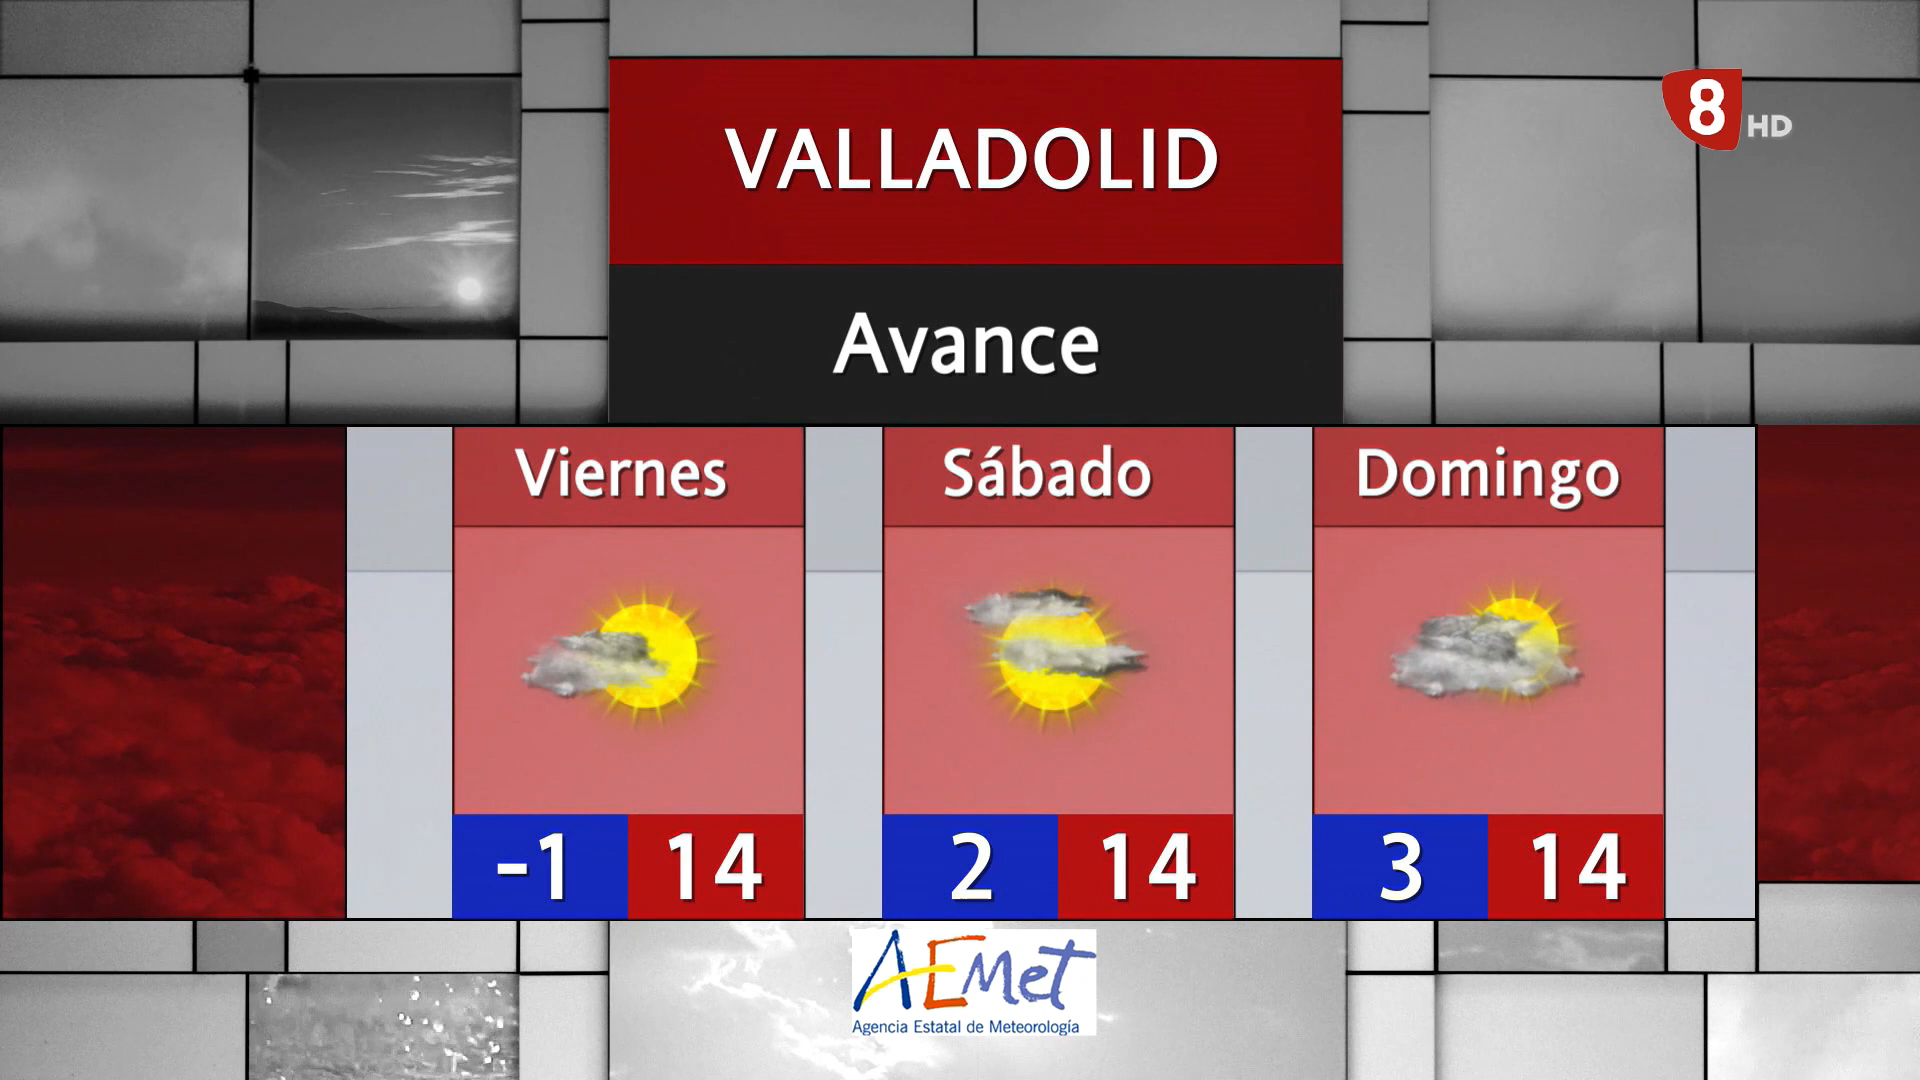 8 HD
VALLADOLID
Avance
Viernes
Sábado
Domingo
-1 14
2 14
3 14
AEMet
Agencia Estatal de Meteorología